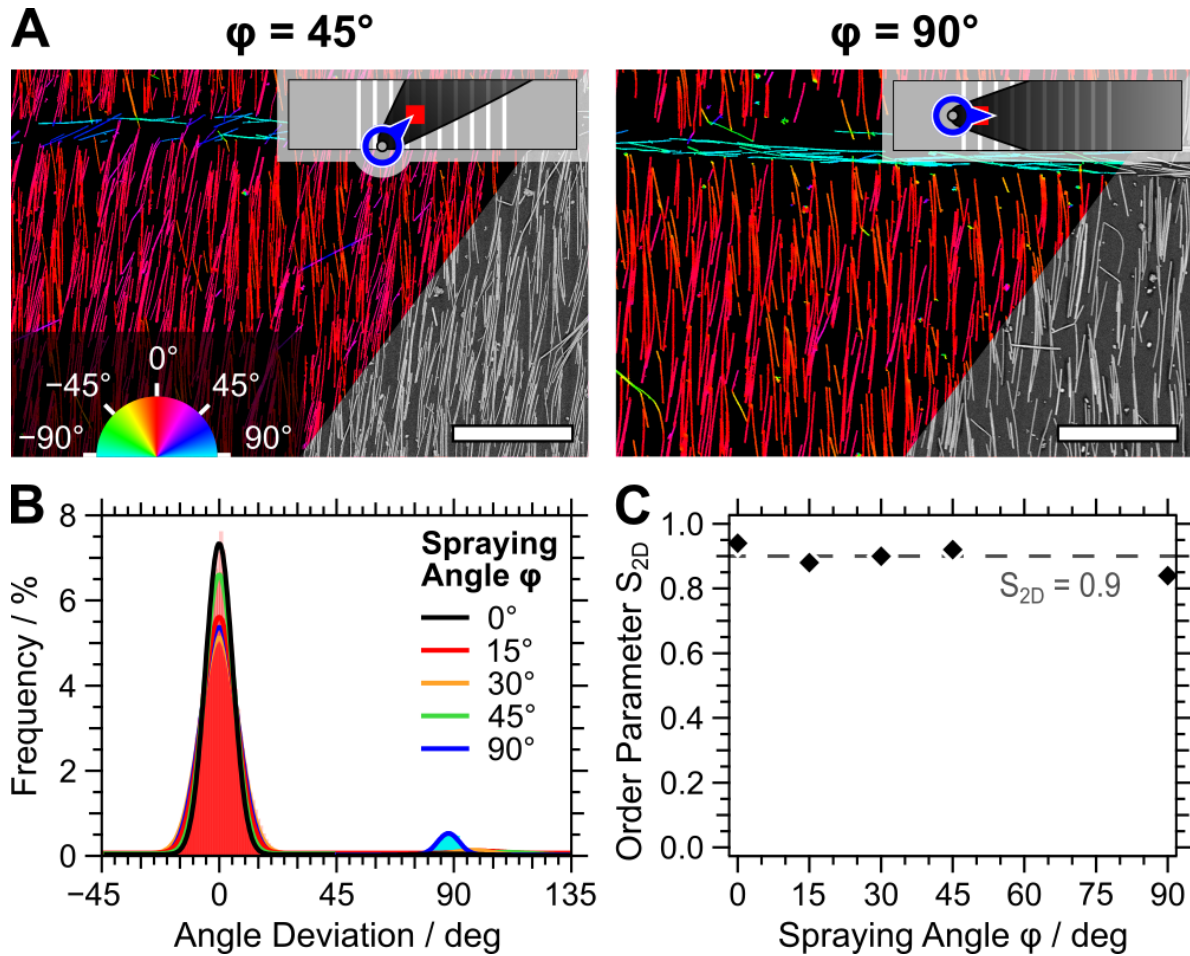 A
φ = 45°
φ = 90°
0°
−45°
45°
−90°
90°
B
8
6
4
2
0
Frequency / %
−45
0
45
90
135
Angle Deviation / deg
Spraying
Angle φ
0°
15°
30°
45°
90°
C
1.0
0.8
0.6
0.4
0.2
0.0
Order Parameter S2D
S2D = 0.9
0
15
30
45
60
75
90
Spraying Angle φ / deg